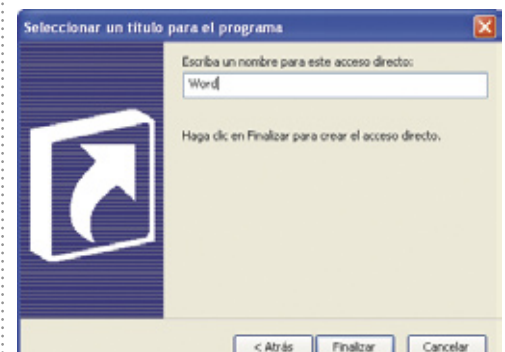 Seleccionar un título para el programa
Escriba un nombre para este acceso directo:
Word
Haga clic en Finalizar para crear el acceso directo.
< Atrás Finalizar Cancelar